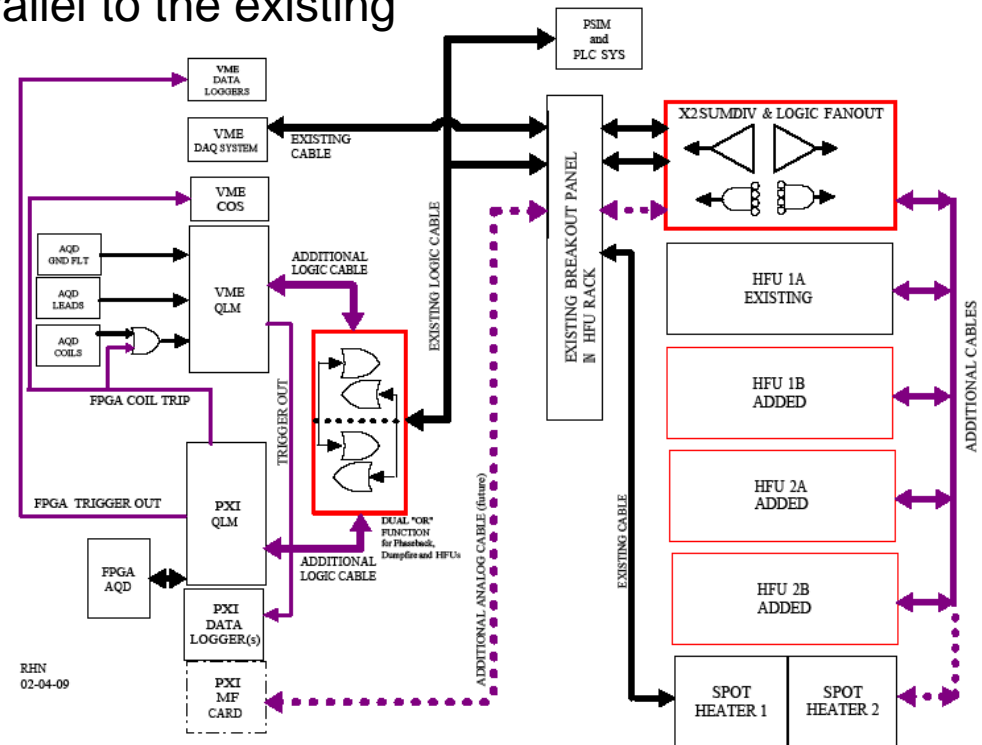 allel to the existing
PSIM
and
PLC SYS
VME
DATA
LOGGERS
VME
DAQ SYSTEM
EXISTING
CABLE
VME
COS
AQD
GND FLT
AQD
LEADS
AQD
COILS
VME
QLM
ADDITIONAL
LOGIC CABLE
FPGA COIL TRIP
TRIGGER OUT
EXISTING LOGIC CABLE
FPGA TRIGGER OUT
PXI
QLM
FPGA
AQD
ADDITIONAL
LOGIC CABLE
DUAL "OR"
FUNCTION
for Phaseback,
Dumpfire and HFUs
PXI
DATA
LOGGER(s)
PXI
MF
CARD
RHN
02-04-09
ADDITIONAL ANALOG CABLE (future)
EXISTING BREAKOUT PANEL
IN HFU RACK
EXISTING CABLE
X2 SUMDIV & LOGIC FANOUT
HFU 1A
EXISTING
HFU 1B
ADDED
HFU 2A
ADDED
HFU 2B
ADDED
ADDITIONAL CABLES
SPOT
HEATER 1
SPOT
HEATER 2